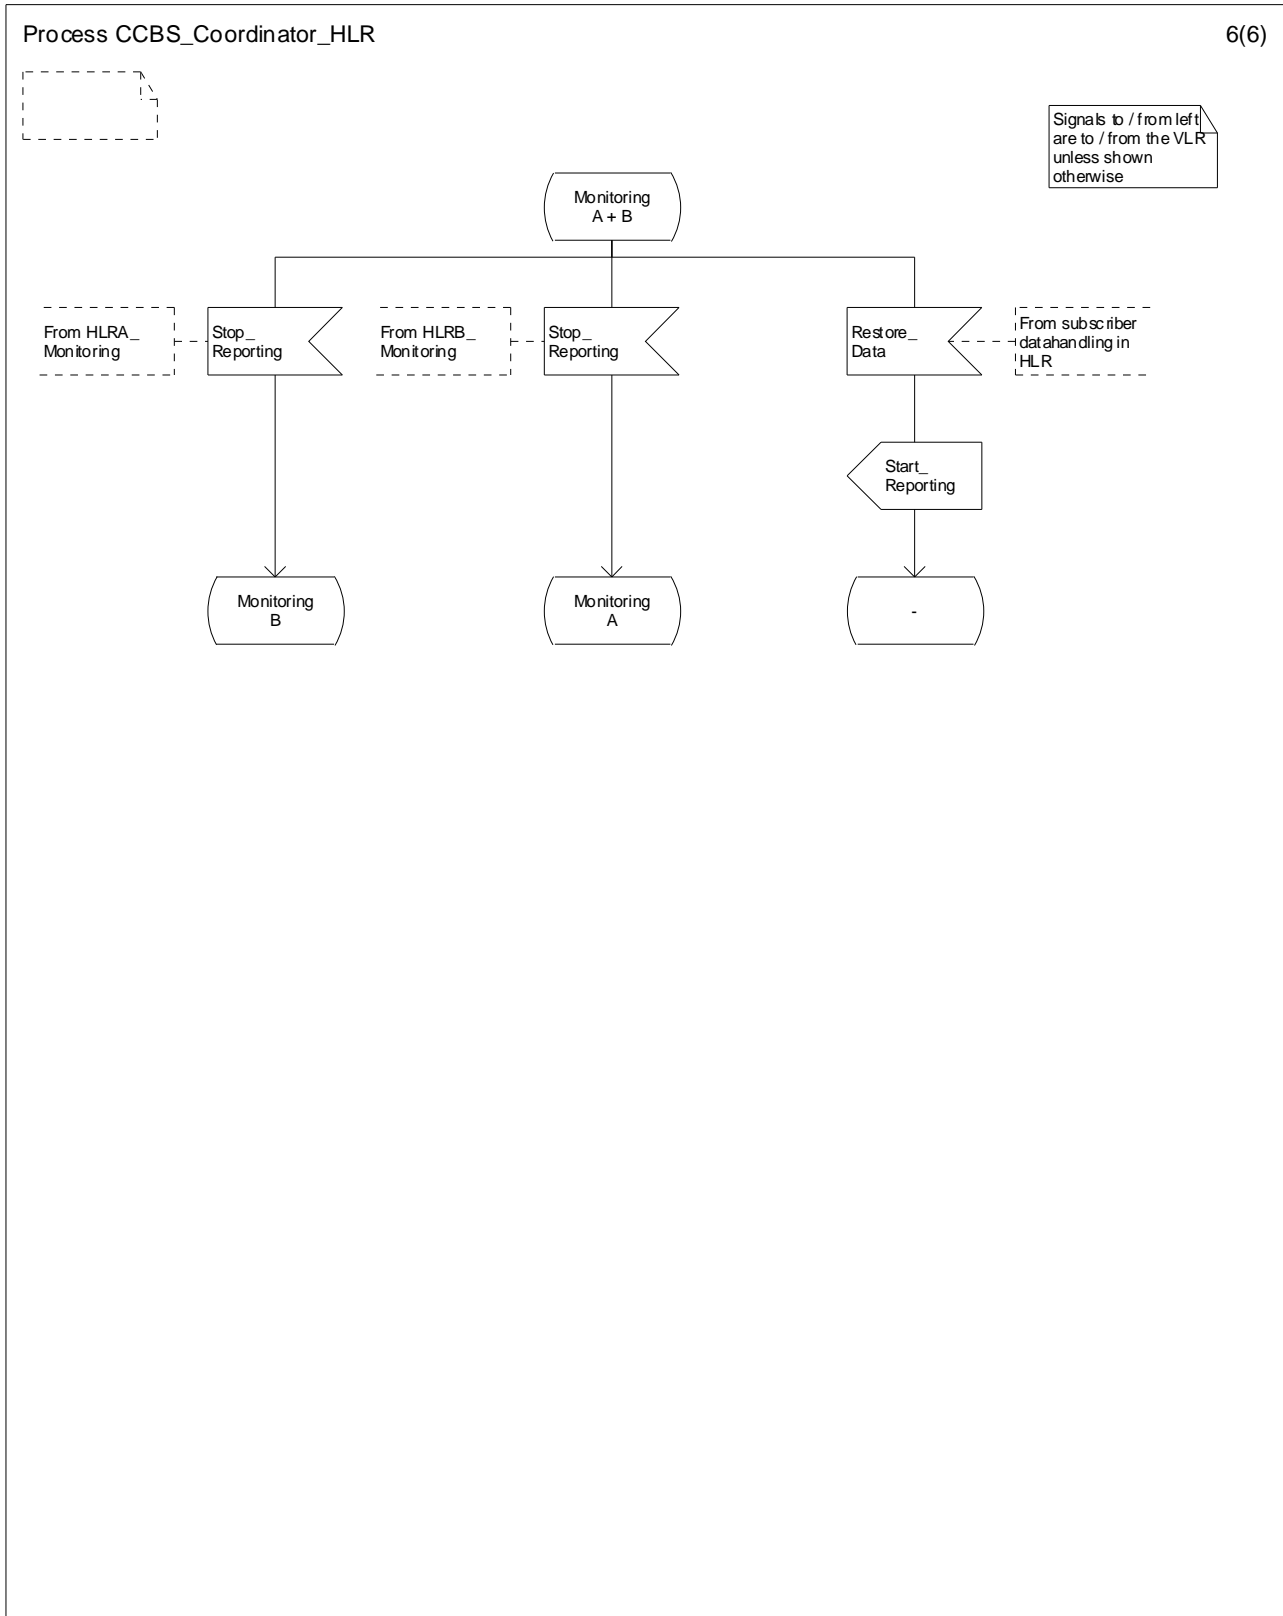 Process CCBS_Coordinator_HLR
6(6)
Signals to / from left
are to / from the VLR
unless shown
otherwise
Monitoring
A + B
From HLRA_
Monitoring
Stop_
Reporting
From HLRB_
Monitoring
Stop_
Reporting
Restore_
Data
From subscriber
datahandling in
HLR
Start_
Reporting
Monitoring
B
Monitoring
A
-